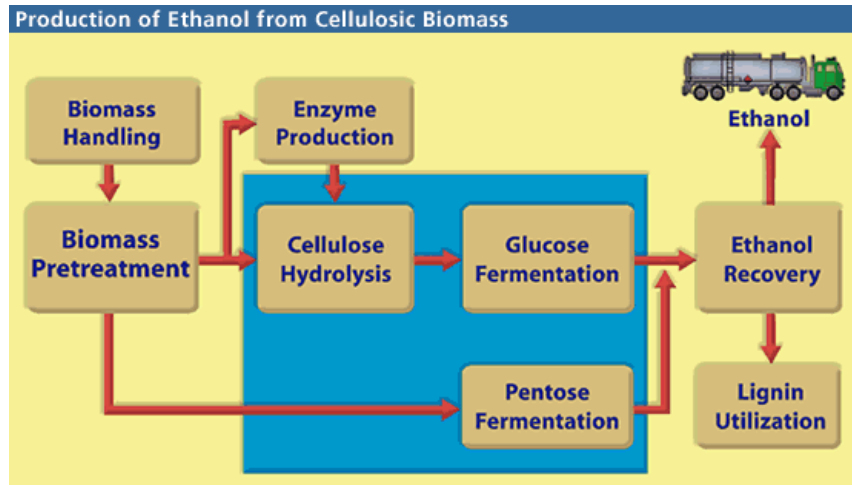 Production of Ethanol from Cellulosic Biomass
Biomass
Handling
Enzyme
Production
Ethanol
Biomass
Pretreatment
Cellulose
Hydrolysis
Glucose
Fermentation
Ethanol
Recovery
Pentose
Fermentation
Lignin
Utilization